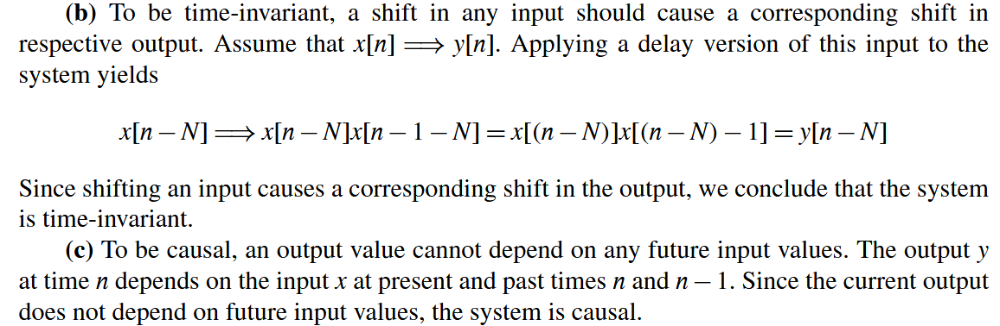 (b) To be time-invariant, a shift in any input should cause a corresponding shift in
respective output. Assume that x[n] ⟹ y[n]. Applying a delay version of this input to the
system yields
x[n − N] ⟹ x[n − N]x[n − 1 − N] = x[(n − N)]x[(n − N) − 1] = y[n − N]
Since shifting an input causes a corresponding shift in the output, we conclude that the system
is time-invariant.
(c) To be causal, an output value cannot depend on any future input values. The output y
at time n depends on the input x at present and past times n and n − 1. Since the current output
does not depend on future input values, the system is causal.